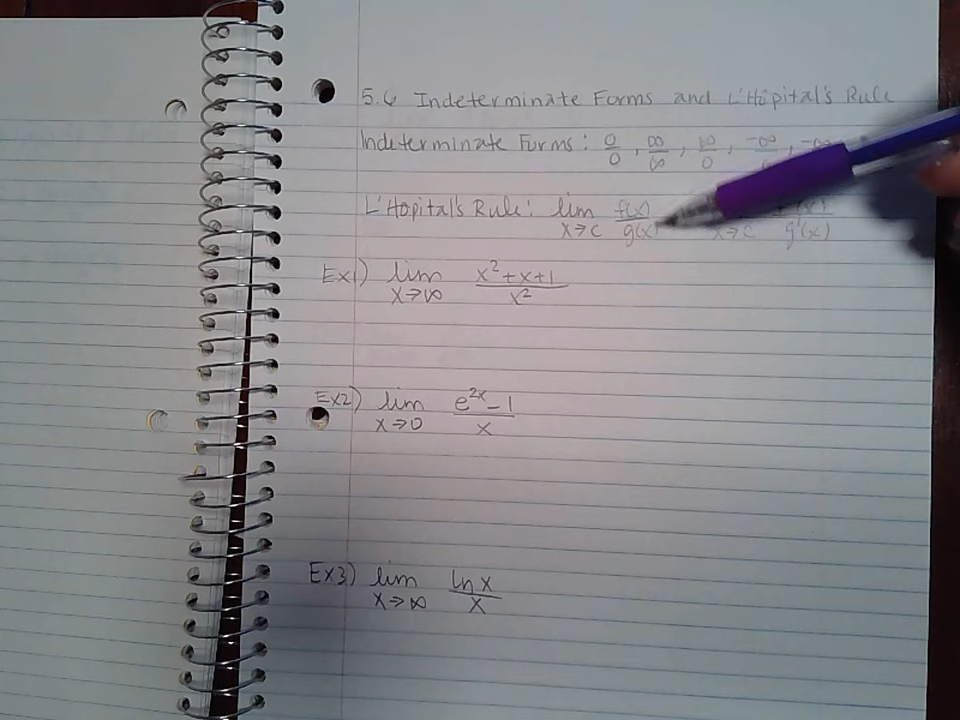 5.6 Indeterminate Forms and L'Hôpital's Rule
Indeterminate Forms: 0/0, ∞/∞,
L'Hôpital's Rule: lim x→c f(x)/g(x) x→c g'(x)
Ex1) lim x→∞ x²+x+1/x²
Ex2) lim x→0 e^2x - 1/x
Ex3) lim x→∞ ln x/x